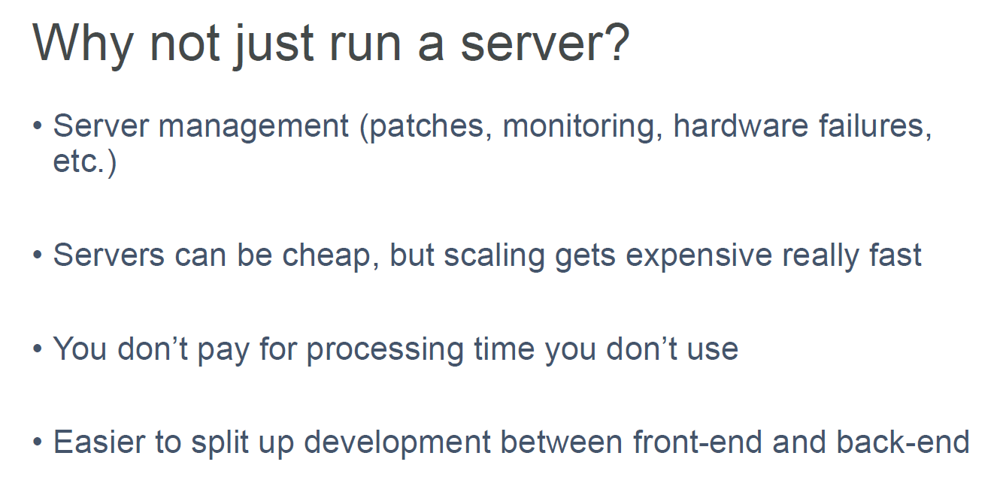 Why not just run a server?
• Server management (patches, monitoring, hardware failures,
etc.)
• Servers can be cheap, but scaling gets expensive really fast
• You don’t pay for processing time you don’t use
• Easier to split up development between front-end and back-end